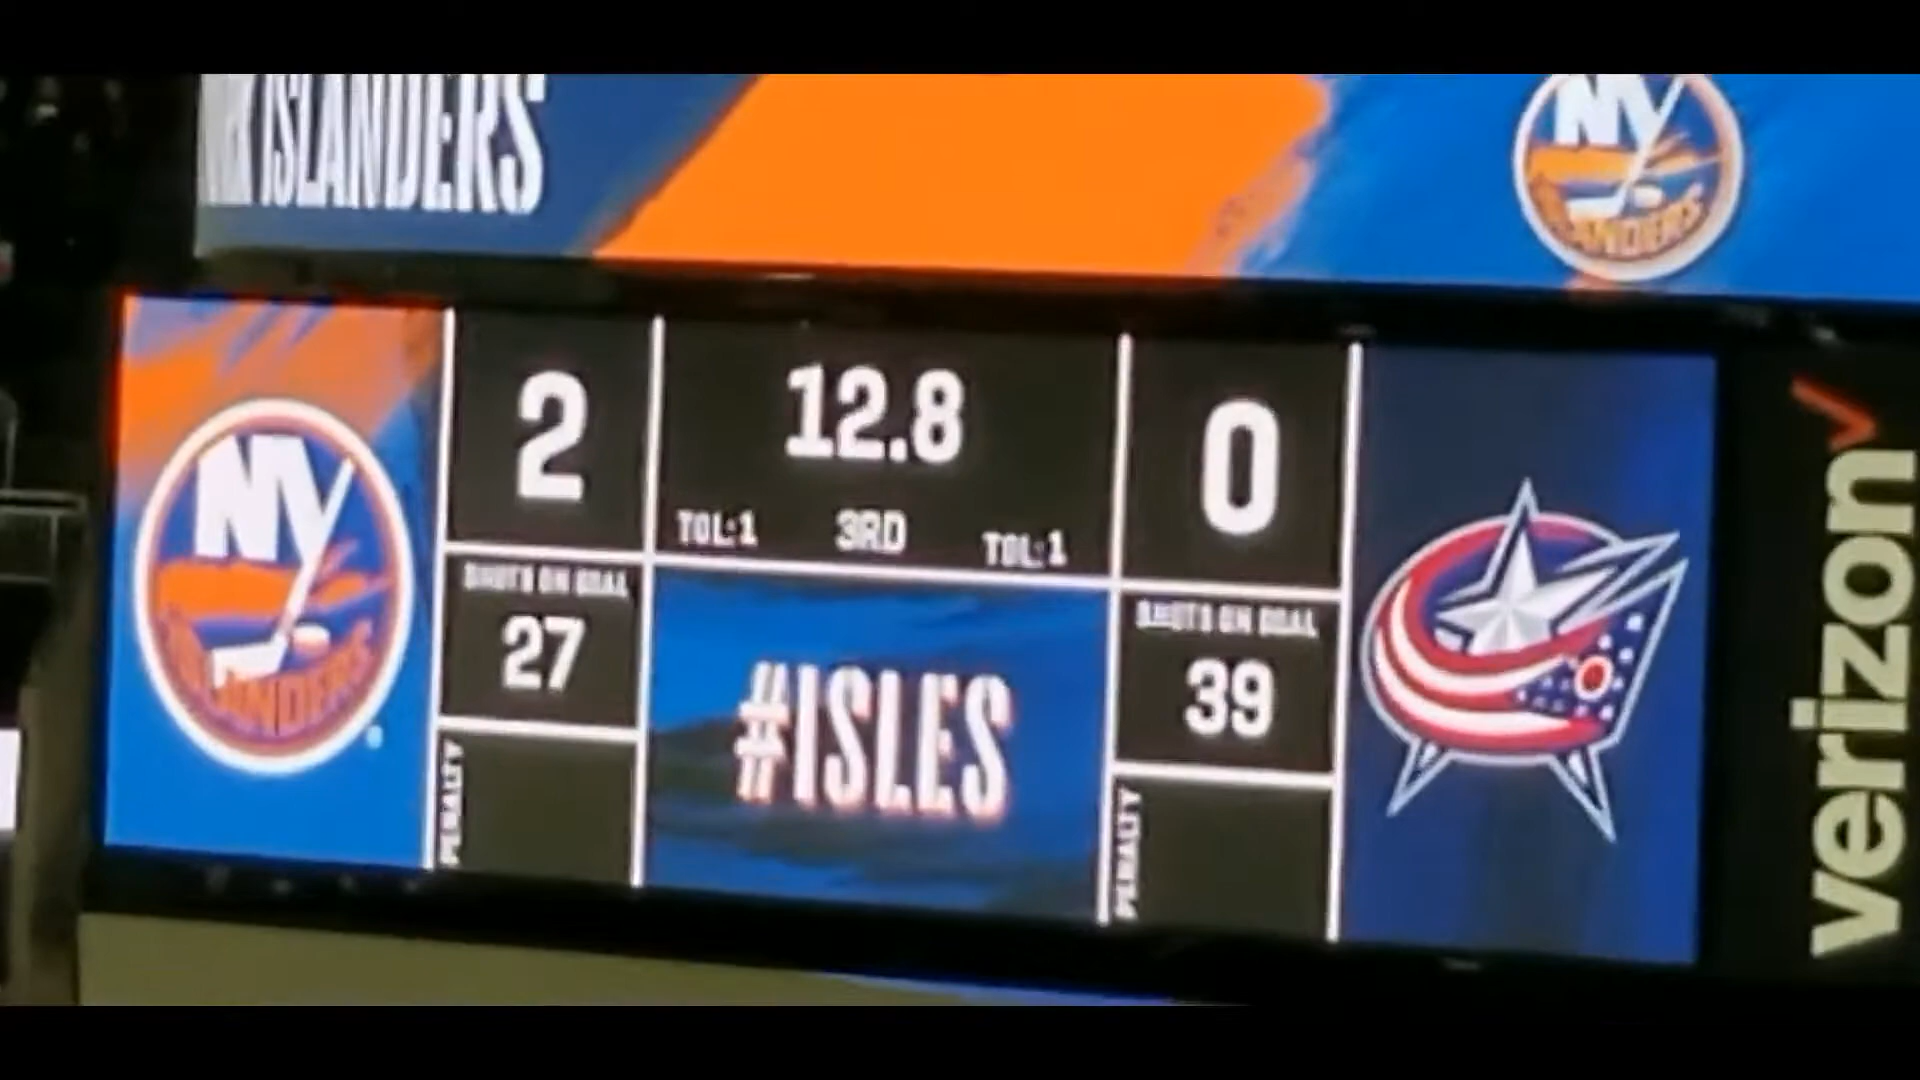 ISLANDERS
NY
ISLANDERS
2
12.8
0
TOL:1
3RD
TOL:1
NY
ISLANDERS
SHOTS ON GOAL
27
SHOTS ON GOAL
39
#ISLES
PENALTY
PENALTY
verizon